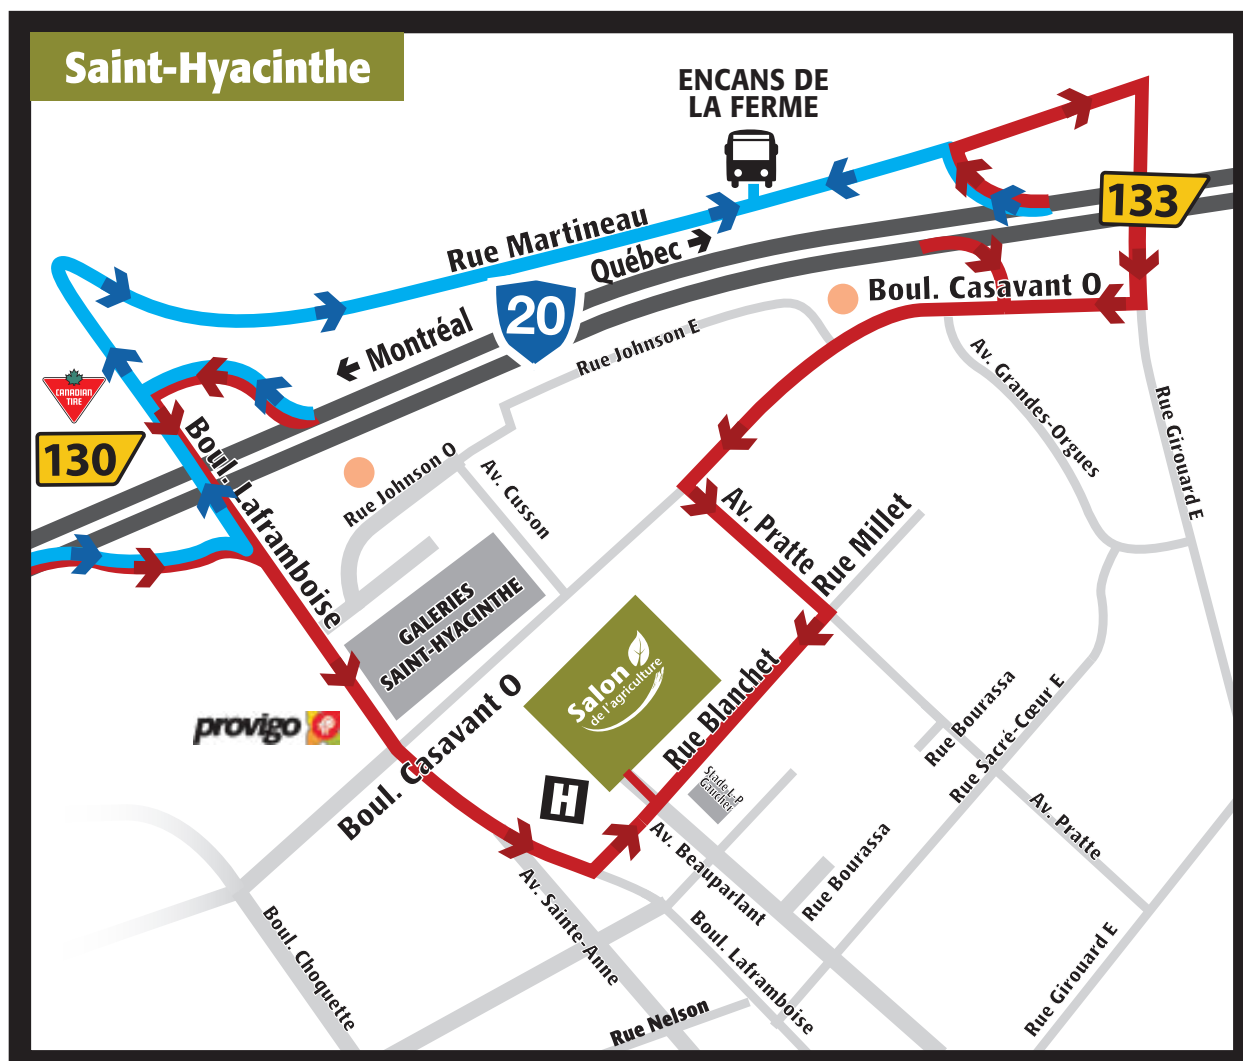 Saint-Hyacinthe
ENCANS DE
LA FERME
133
Rue Martineau
Québec
Boul. Casavant O
20
Montréal
Rue Johnson E
Av. Grandes-Orgues
CANADIAN
TIRE
130
Boul. Laframboise
Rue Johnson O
Av. Cusson
Rue Girouard E
Av. Pratte
Rue Millet
GALERIES
SAINT-HYACINTHE
Salon
de l'agriculture
Rue Blanchet
provigo
Boul. Casavant O
H
Stade L-P
Gaucher
Rue Bourassa
Rue Sacré-Cœur E
Av. Pratte
Av. Beauparlant
Rue Bourassa
Av. Sainte-Anne
Boul. Choquette
Boul. Laframboise
Rue Girouard E
Rue Nelson